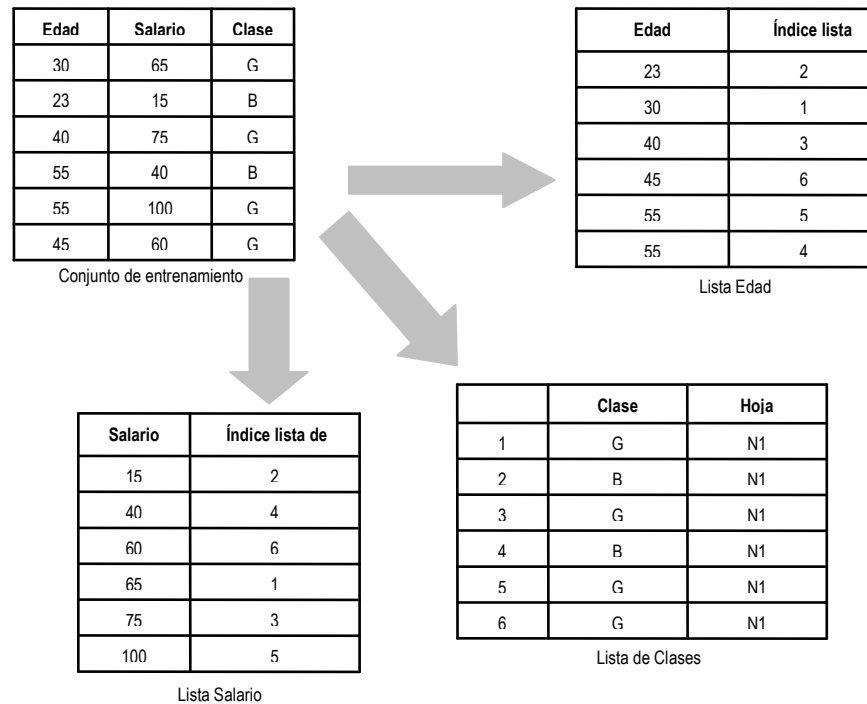 Edad Salario Clase
30 65 G
23 15 B
40 75 G
55 40 B
55 100 G
45 60 G
Conjunto de entrenamiento
Edad Índice lista
23 2
30 1
40 3
45 6
55 5
55 4
Lista Edad
Salario Índice lista de
15 2
40 4
60 6
65 1
75 3
100 5
Lista Salario
Clase Hoja
1 G N1
2 B N1
3 G N1
4 B N1
5 G N1
6 G N1
Lista de Clases